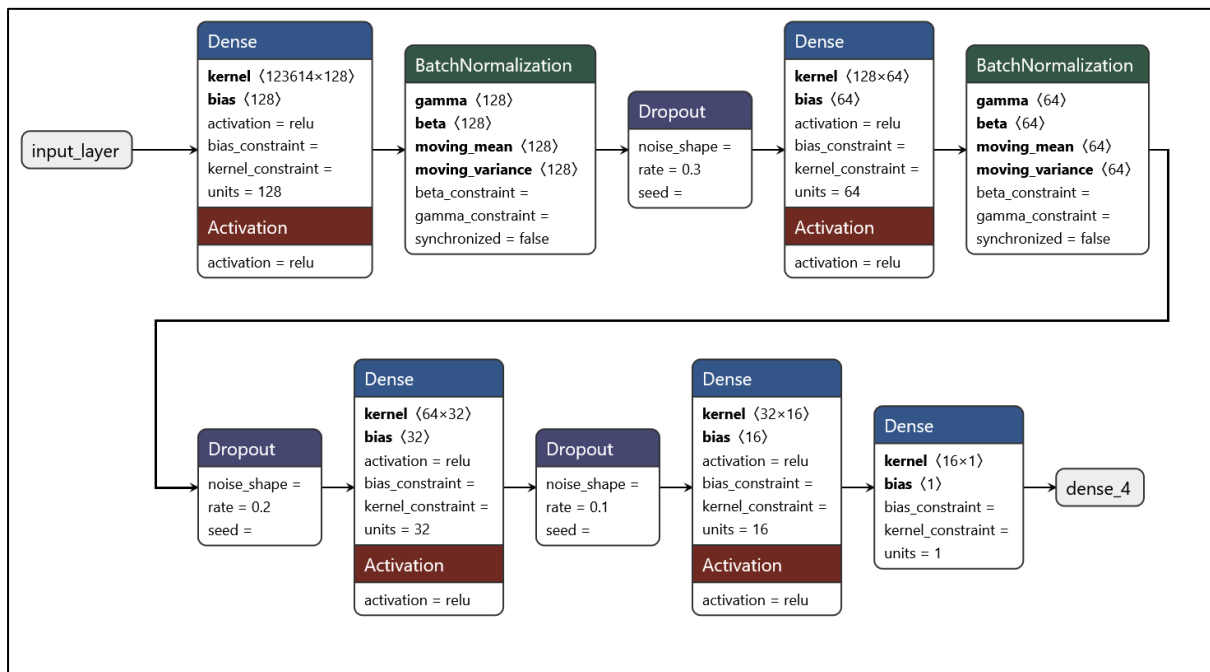 input_layer
Dense
kernel ⟨123614×128⟩
bias ⟨128⟩
activation = relu
bias_constraint =
kernel_constraint =
units = 128
Activation
activation = relu
BatchNormalization
gamma ⟨128⟩
beta ⟨128⟩
moving_mean ⟨128⟩
moving_variance ⟨128⟩
beta_constraint =
gamma_constraint =
synchronized = false
Dropout
noise_shape =
rate = 0.3
seed =
Dense
kernel ⟨128×64⟩
bias ⟨64⟩
activation = relu
bias_constraint =
kernel_constraint =
units = 64
Activation
activation = relu
BatchNormalization
gamma ⟨64⟩
beta ⟨64⟩
moving_mean ⟨64⟩
moving_variance ⟨64⟩
beta_constraint =
gamma_constraint =
synchronized = false
Dropout
noise_shape =
rate = 0.2
seed =
Dense
kernel ⟨64×32⟩
bias ⟨32⟩
activation = relu
bias_constraint =
kernel_constraint =
units = 32
Activation
activation = relu
Dropout
noise_shape =
rate = 0.1
seed =
Dense
kernel ⟨32×16⟩
bias ⟨16⟩
activation = relu
bias_constraint =
kernel_constraint =
units = 16
Activation
activation = relu
Dense
kernel ⟨16×1⟩
bias ⟨1⟩
bias_constraint =
kernel_constraint =
units = 1
dense_4